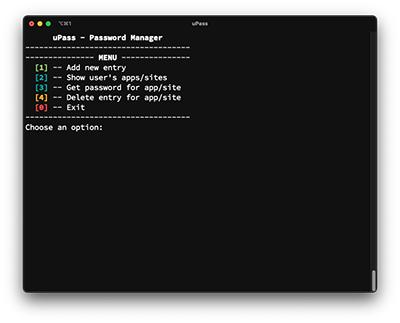 ⌥⌘1
uPass
uPass - Password Manager
-------------------------------------
--------------- MENU ----------------
[1] -- Add new entry
[2] -- Show user's apps/sites
[3] -- Get password for app/site
[4] -- Delete entry for app/site
[0] -- Exit
-------------------------------------
Choose an option: